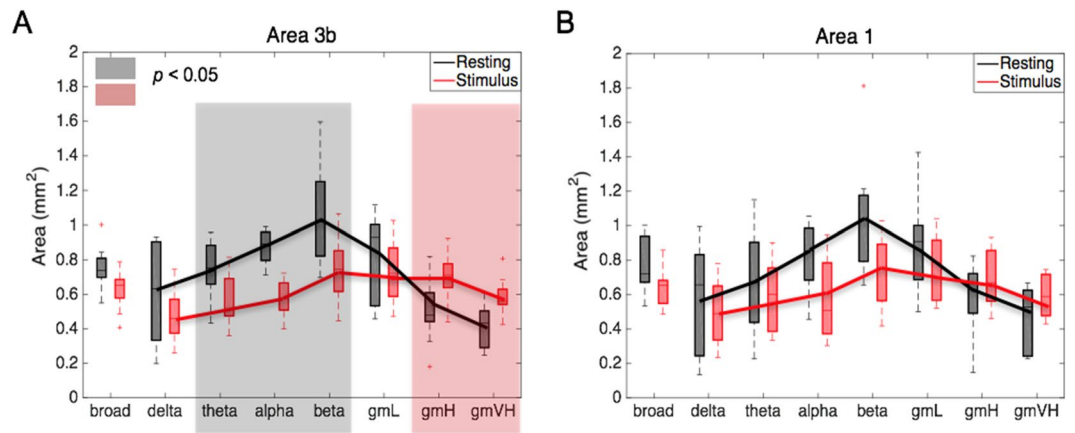 A
Area 3b
2
1.8
1.6
1.4
1.2
1
0.8
0.6
0.4
0.2
0
Area (mm²)
p < 0.05
Resting
Stimulus
broad delta theta alpha beta gmL gmH gmVH
B
Area 1
2
1.8
1.6
1.4
1.2
1
0.8
0.6
0.4
0.2
0
Area (mm²)
Resting
Stimulus
broad delta theta alpha beta gmL gmH gmVH